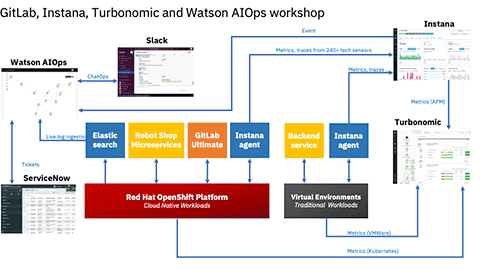 GitLab, Instana, Turbonomic and Watson AIOps workshop
Instana
Slack
Event
Watson AIOps
Metrics, traces from 260+ tech sensors
ChatOps
Metrics, traces
Metrics (APM)
Turbonomic
Live log ingestion
Elastic
search
Robot Shop
Microservices
GitLab
Ultimate
Instana
agent
Backend
service
Instana
agent
Tickets
ServiceNow
Red Hat OpenShift Platform
Cloud Native Workloads
Virtual Environments
Traditional Workloads
Metrics (VMWare)
Metrics (Kubernetes)